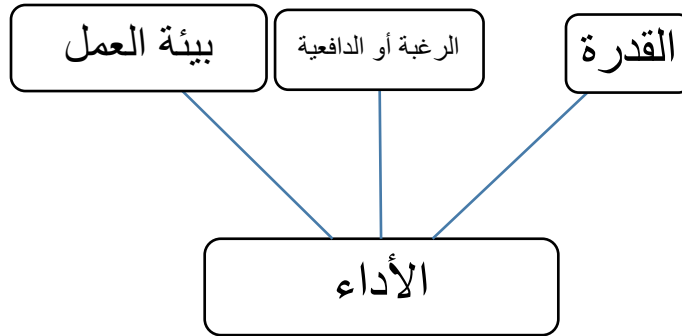 القدرة
الرغبة أو الدافعية
بيئة العمل
الأداء